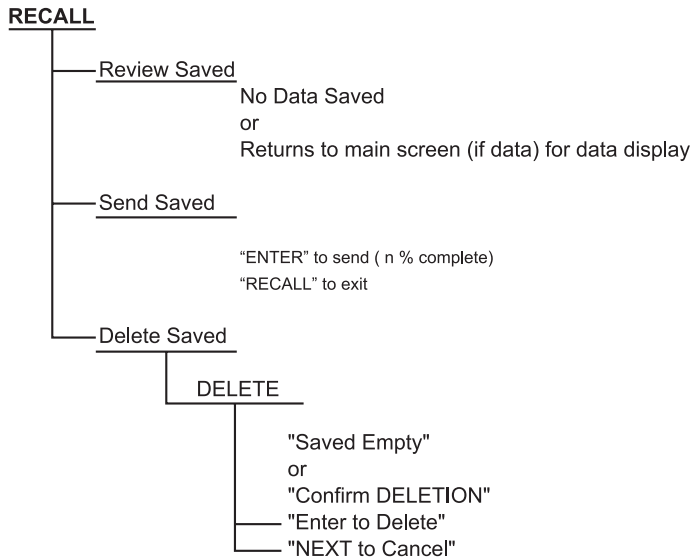 RECALL
Review Saved
No Data Saved
or
Returns to main screen (if data) for data display
Send Saved
“ENTER” to send ( n % complete)
“RECALL” to exit
Delete Saved
DELETE
"Saved Empty"
or
"Confirm DELETION"
"Enter to Delete"
"NEXT to Cancel"